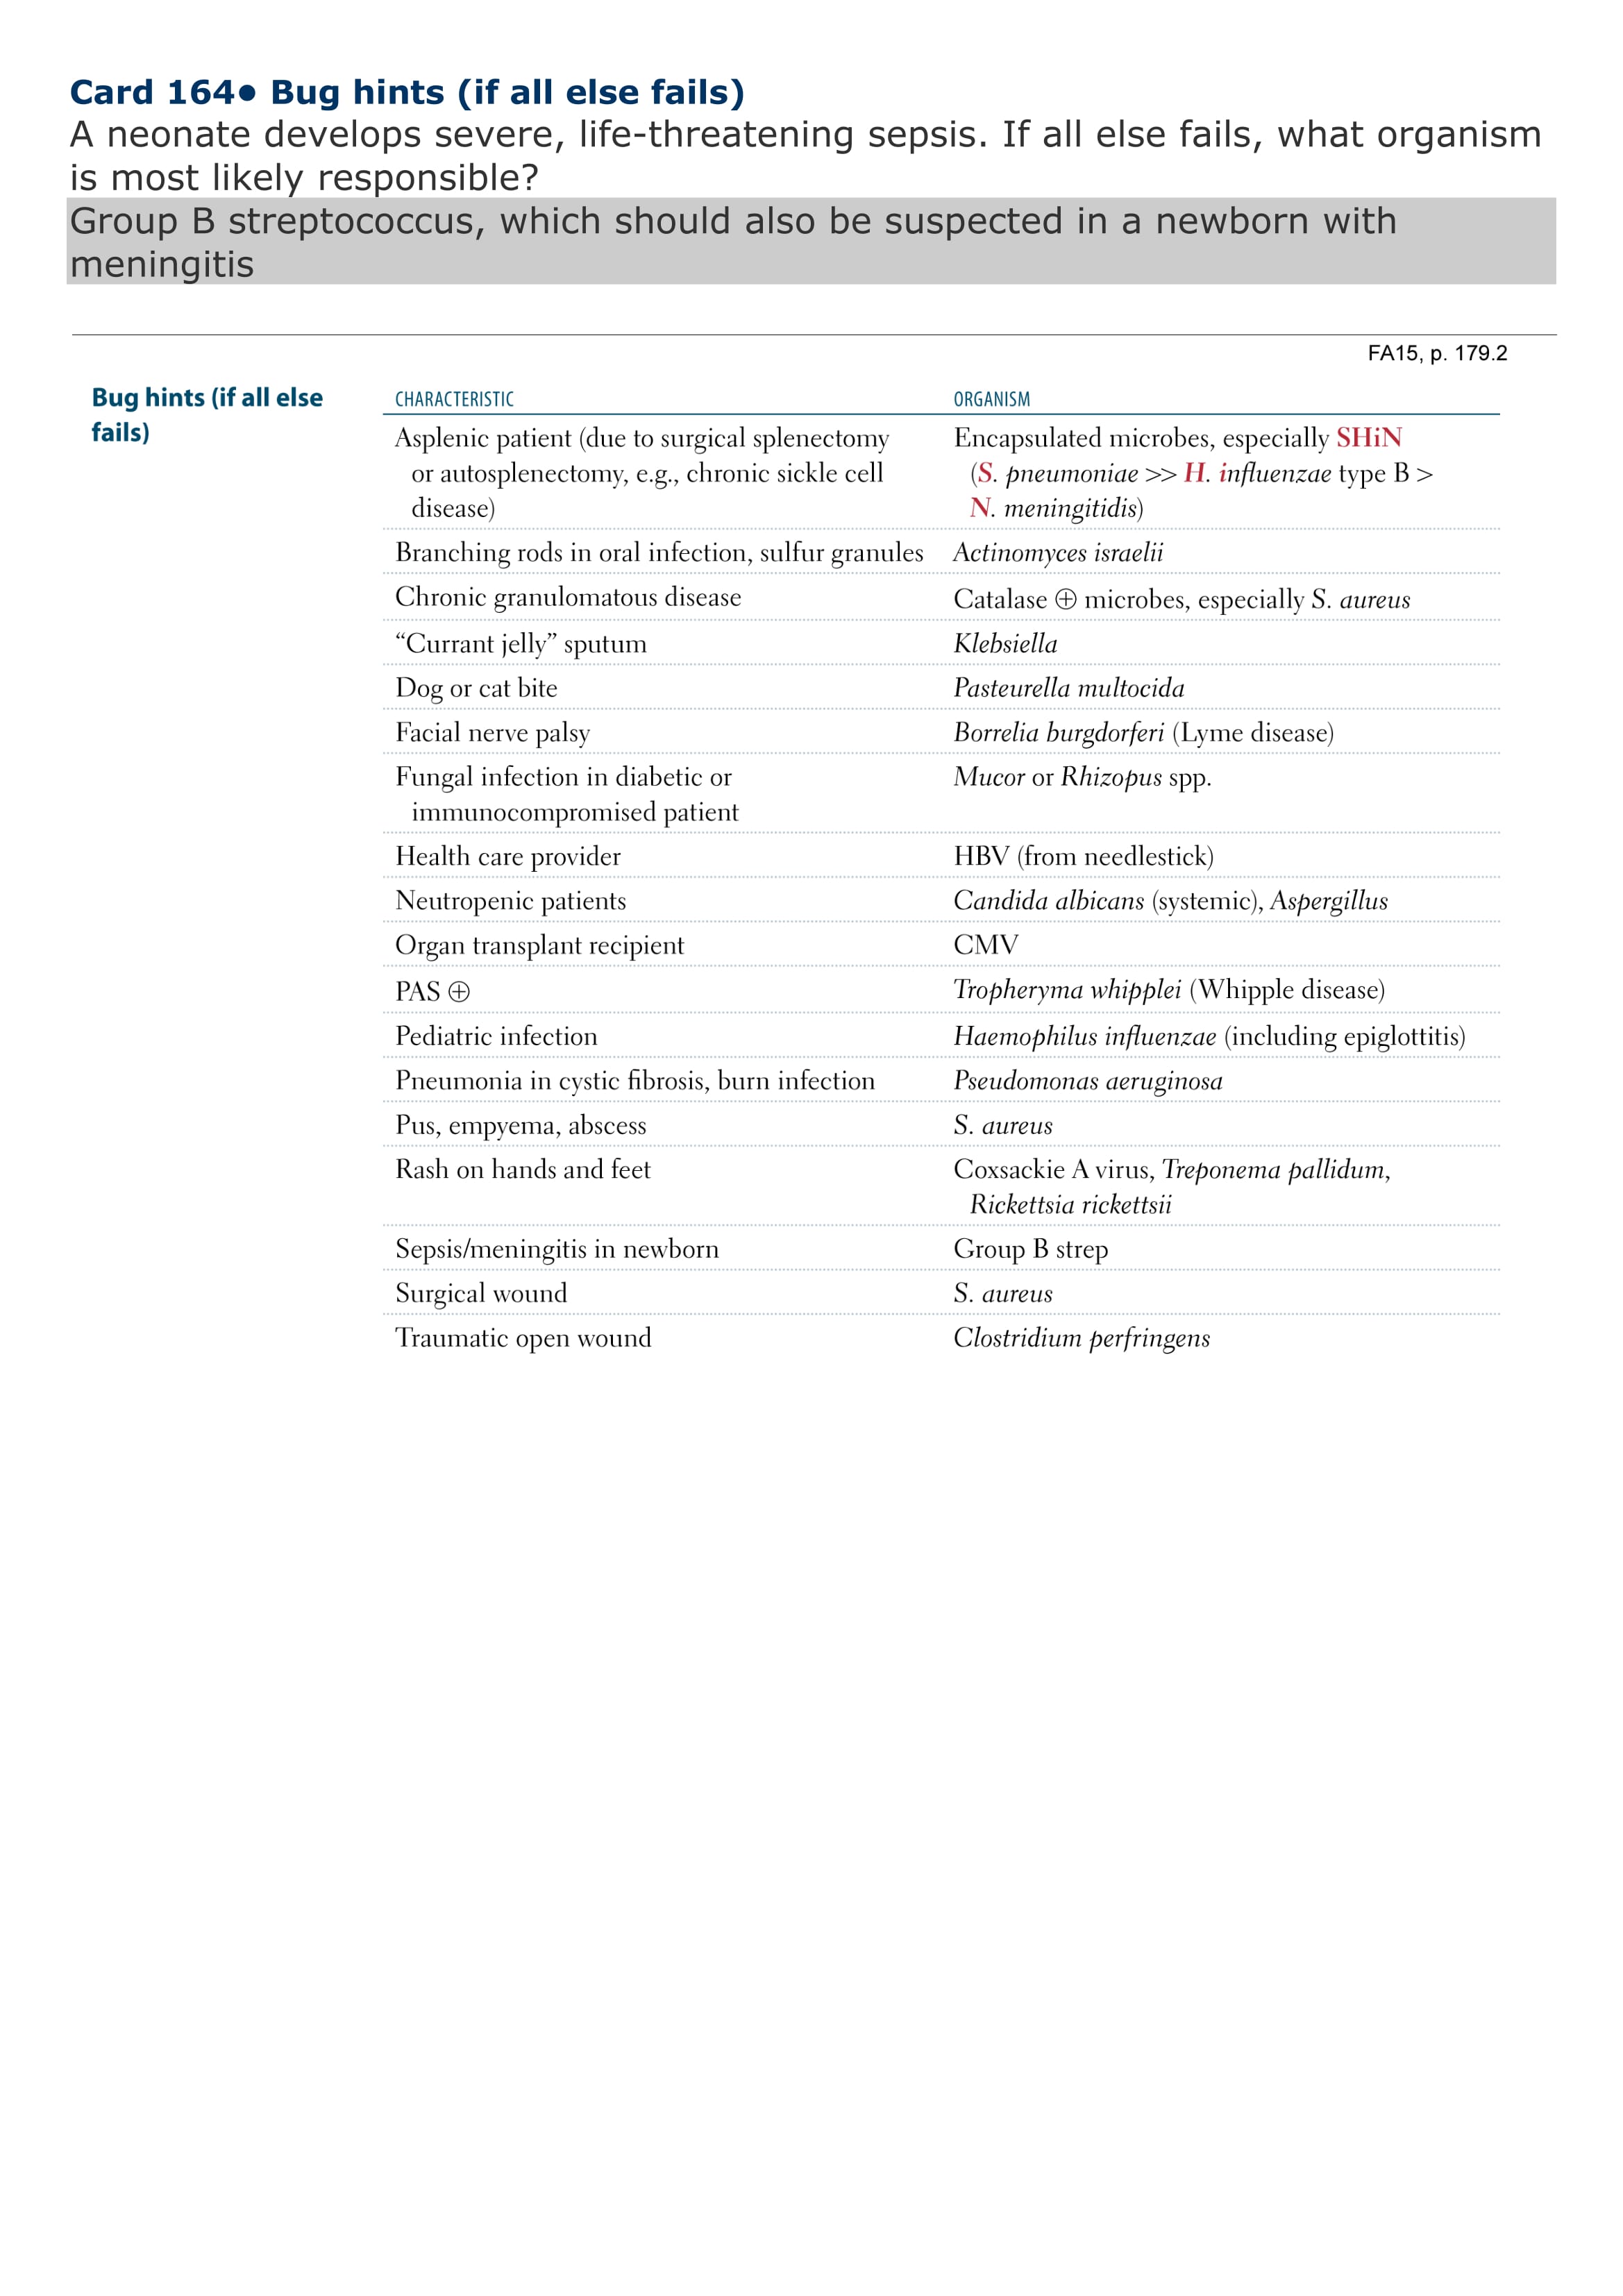 Card 164• Bug hints (if all else fails)
A neonate develops severe, life-threatening sepsis. If all else fails, what organism
is most likely responsible?
Group B streptococcus, which should also be suspected in a newborn with
meningitis
FA15, p. 179.2
Bug hints (if all else
fails)
CHARACTERISTIC ORGANISM
Asplenic patient (due to surgical splenectomy
or autosplenectomy, e.g., chronic sickle cell
disease)
Encapsulated microbes, especially SHiN
(S. pneumoniae >> H. influenzae type B >
N. meningitidis)
Branching rods in oral infection, sulfur granules Actinomyces israelii
Chronic granulomatous disease Catalase ⊕ microbes, especially S. aureus
“Currant jelly” sputum Klebsiella
Dog or cat bite Pasteurella multocida
Facial nerve palsy Borrelia burgdorferi (Lyme disease)
Fungal infection in diabetic or
immunocompromised patient
Mucor or Rhizopus spp.
Health care provider HBV (from needlestick)
Neutropenic patients Candida albicans (systemic), Aspergillus
Organ transplant recipient CMV
PAS ⊕ Tropheryma whipplei (Whipple disease)
Pediatric infection Haemophilus influenzae (including epiglottitis)
Pneumonia in cystic fibrosis, burn infection Pseudomonas aeruginosa
Pus, empyema, abscess S. aureus
Rash on hands and feet Coxsackie A virus, Treponema pallidum,
Rickettsia rickettsii
Sepsis/meningitis in newborn Group B strep
Surgical wound S. aureus
Traumatic open wound Clostridium perfringens